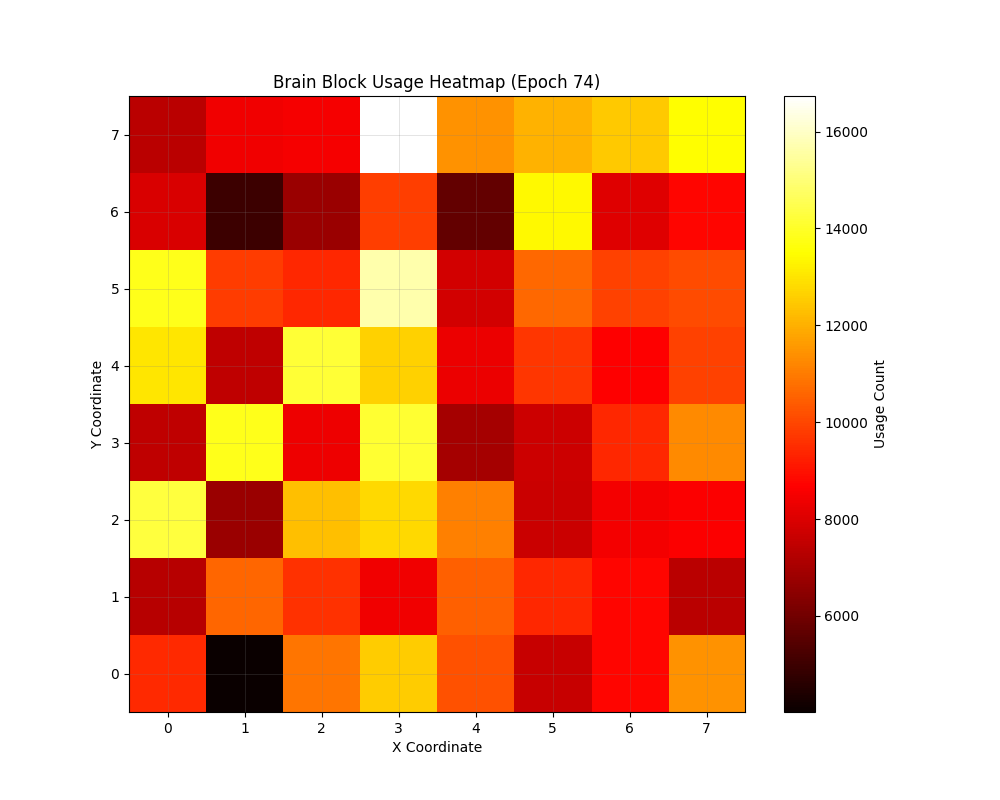 Brain Block Usage Heatmap (Epoch 74)
7
6
5
4
3
2
1
0
Y Coordinate
0 1 2 3 4 5 6 7
X Coordinate
16000
14000
12000
10000
8000
6000
Usage Count